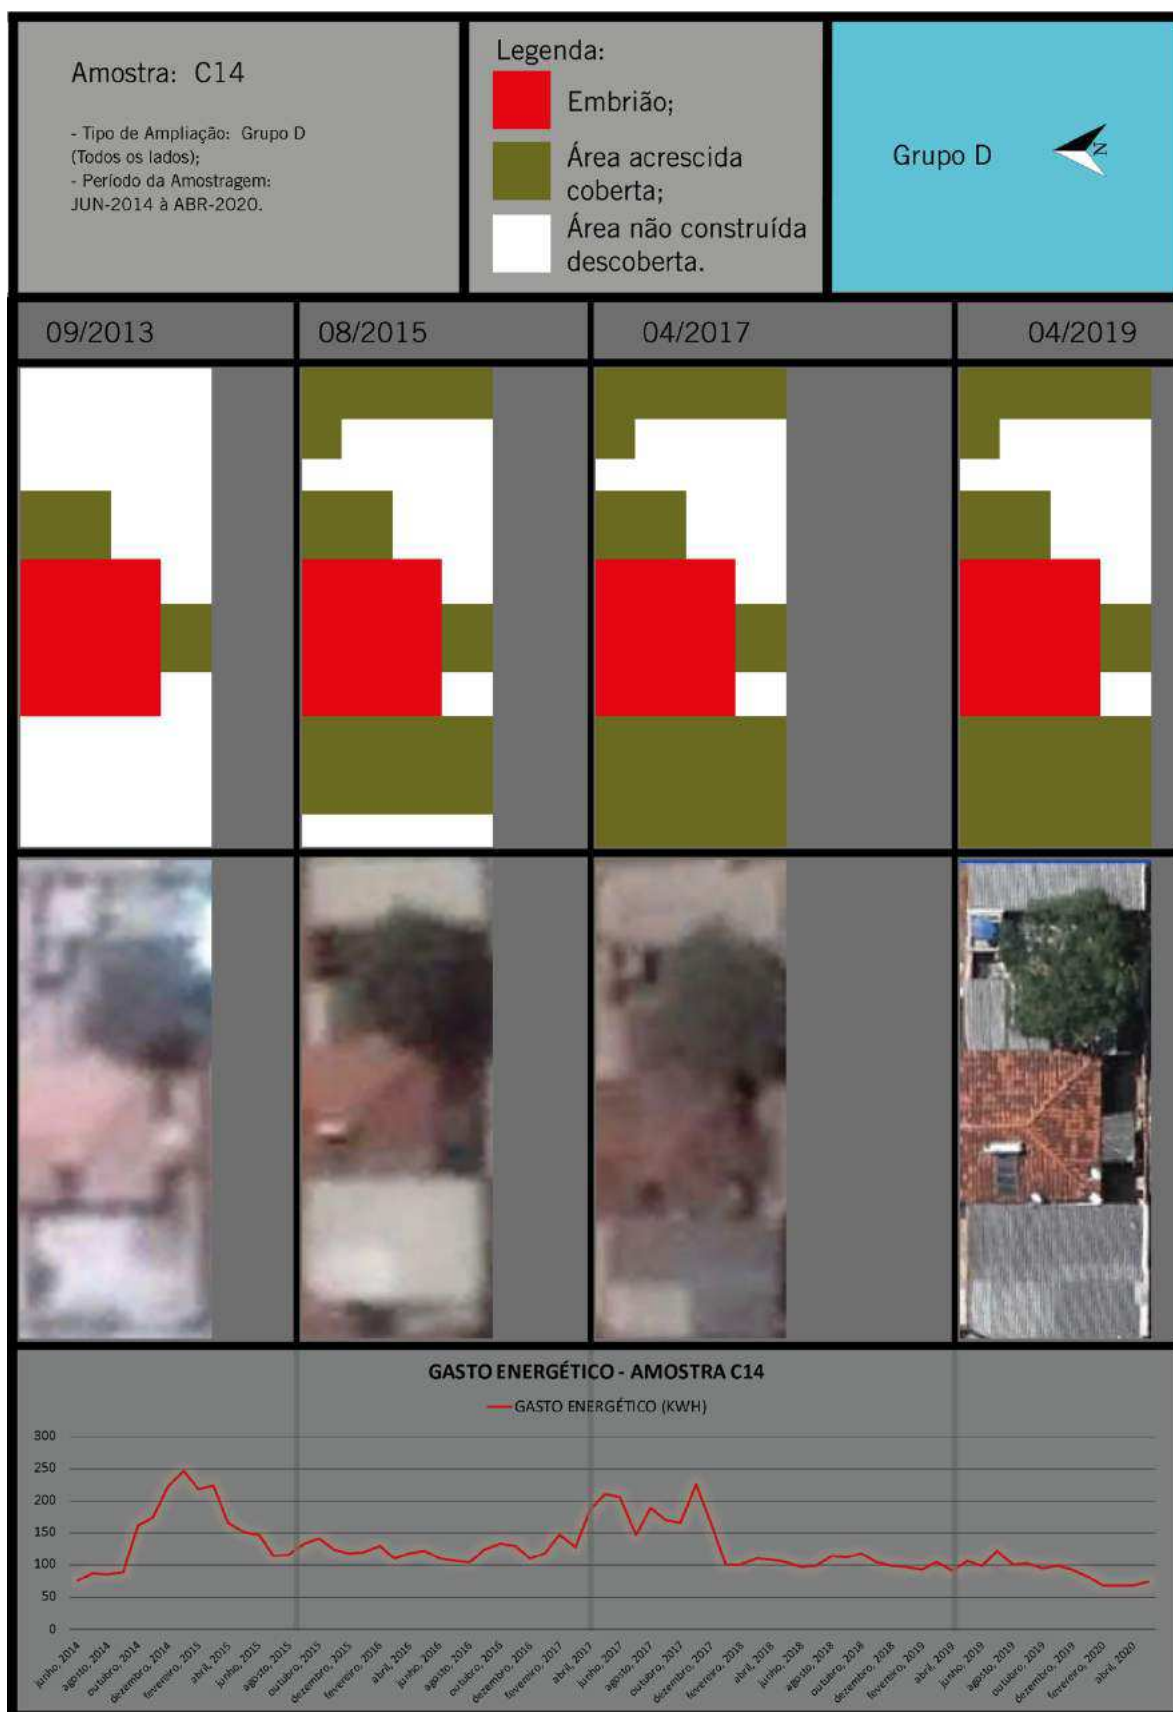 Amostra: C14
- Tipo de Ampliação: Grupo D
(Todos os lados);
- Período da Amostragem:
JUN-2014 à ABR-2020.
Legenda:
Embrião;
Área acrescida
coberta;
Área não construída
descoberta.
Grupo D
N
09/2013
08/2015
04/2017
04/2019
GASTO ENERGÉTICO - AMOSTRA C14
GASTO ENERGÉTICO (KWH)
300
250
200
150
100
50
0
junho, 2014
agosto, 2014
outubro, 2014
dezembro, 2014
fevereiro, 2015
abril, 2015
junho, 2015
agosto, 2015
outubro, 2015
dezembro, 2015
fevereiro, 2016
abril, 2016
junho, 2016
agosto, 2016
outubro, 2016
dezembro, 2016
fevereiro, 2017
abril, 2017
junho, 2017
agosto, 2017
outubro, 2017
dezembro, 2017
fevereiro, 2018
abril, 2018
junho, 2018
agosto, 2018
outubro, 2018
dezembro, 2018
fevereiro, 2019
abril, 2019
junho, 2019
agosto, 2019
outubro, 2019
dezembro, 2019
fevereiro, 2020
abril, 2020